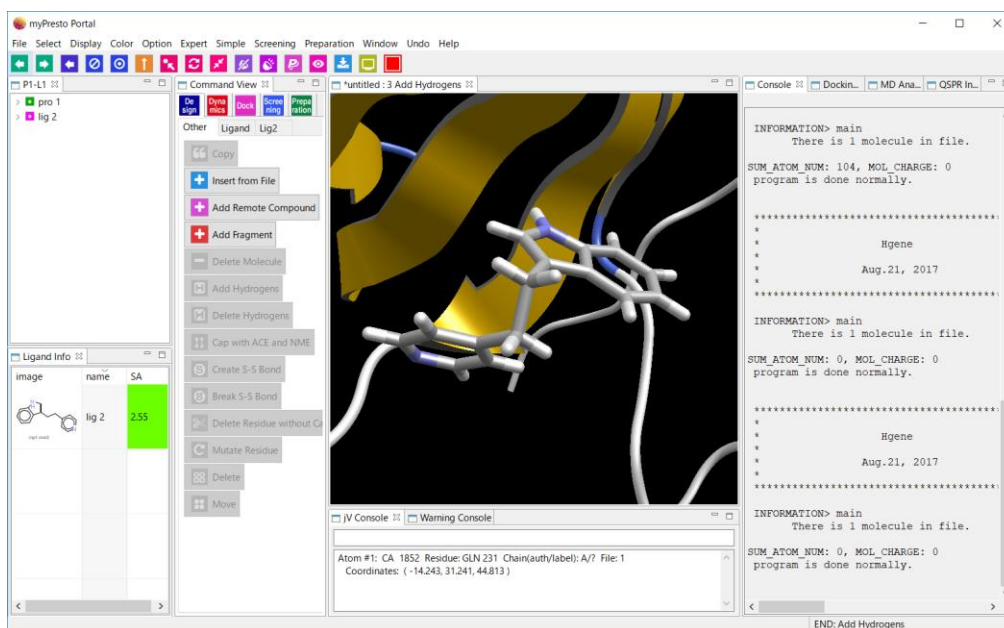 myPresto Portal
File Select Display Color Option Expert Simple Screening Preparation Window Undo Help
P1-L1
pro 1
lig 2
Ligand Info
image name SA
lig 2 2.55
Command View
De sign
Dyna mics
Dock
Scree ning
Prepa ration
Other Ligand Lig2
Copy
Insert from File
Add Remote Compound
Add Fragment
Delete Molecule
Add Hydrogens
Delete Hydrogens
Cap with ACE and NME
Create S-S Bond
Break S-S Bond
Delete Residue without Ca
Mutate Residue
Delete
Move
*untitled : 3 Add Hydrogens
jV Console Warning Console
Atom #1: CA 1852 Residue: GLN 231 Chain(auth/label): A/? File: 1
Coordinates: ( -14.243, 31.241, 44.813 )
Console Dockin... MD Ana... QSPR In...
INFORMATION> main
There is 1 molecule in file.
SUM_ATOM_NUM: 104, MOL_CHARGE: 0
program is done normally.
****************************************
*
* Hgene
*
* Aug.21, 2017
*
****************************************
INFORMATION> main
There is 1 molecule in file.
SUM_ATOM_NUM: 0, MOL_CHARGE: 0
program is done normally.
****************************************
*
* Hgene
*
* Aug.21, 2017
*
****************************************
INFORMATION> main
There is 1 molecule in file.
SUM_ATOM_NUM: 0, MOL_CHARGE: 0
program is done normally.
END: Add Hydrogens